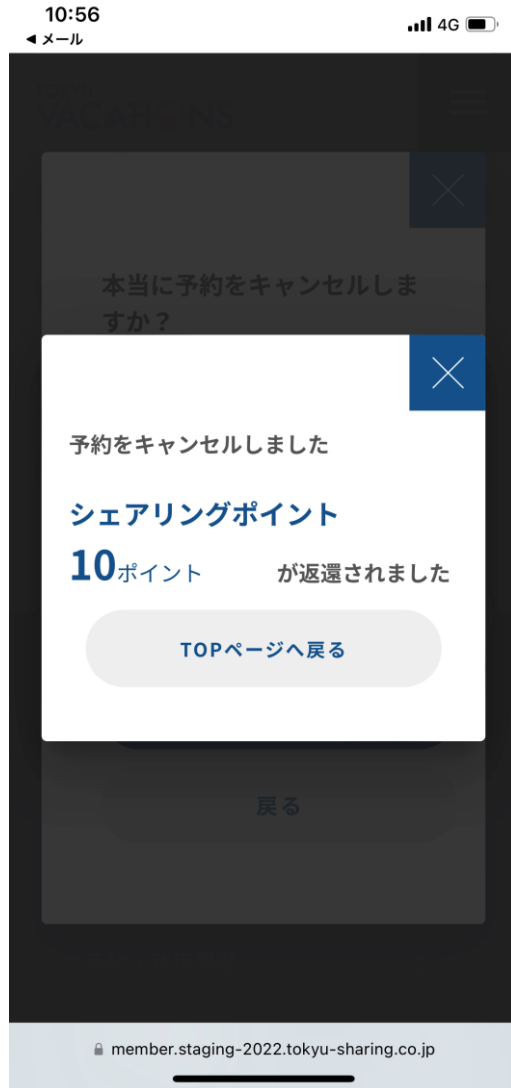 10:56
4G
◀ メール
TOKYU
VACATIONS
本当に予約をキャンセルしま
すか？
予約をキャンセルしました
シェアリングポイント
10ポイント が返還されました
TOPページへ戻る
戻る
member.staging-2022.tokyu-sharing.co.jp